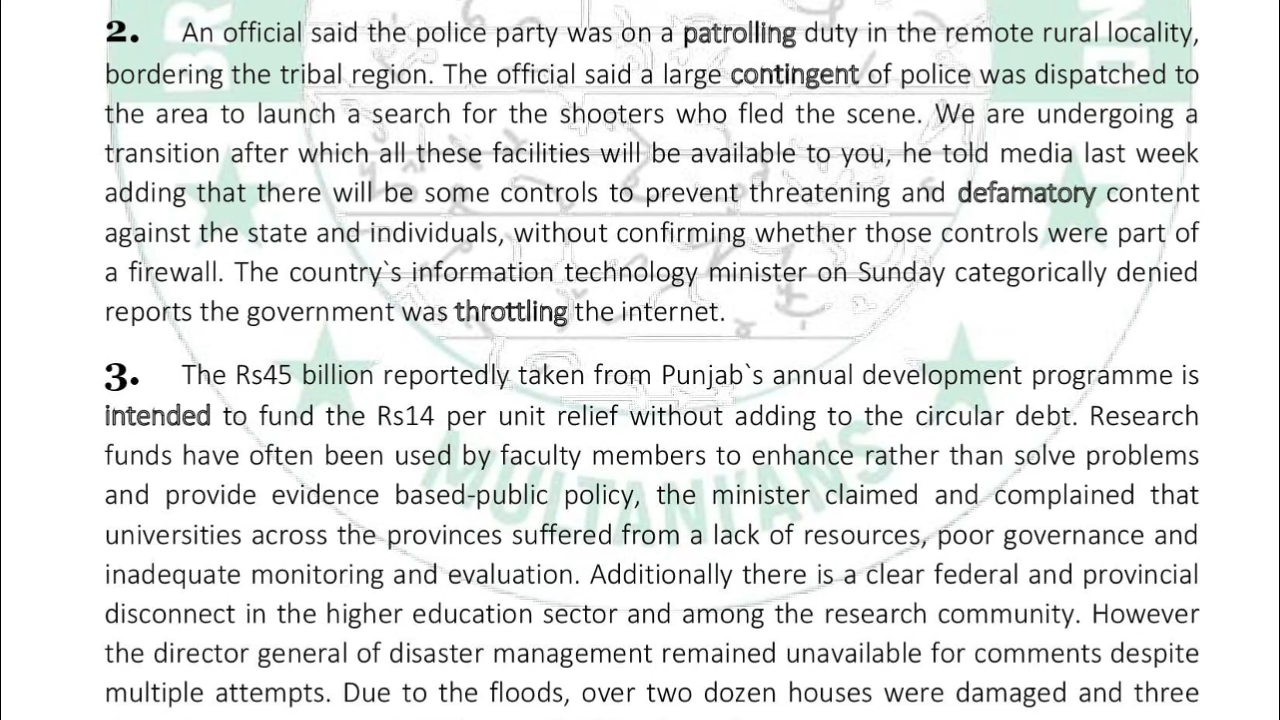 2. An official said the police party was on a patrolling duty in the remote rural locality,
bordering the tribal region. The official said a large contingent of police was dispatched to
the area to launch a search for the shooters who fled the scene. We are undergoing a
transition after which all these facilities will be available to you, he told media last week
adding that there will be some controls to prevent threatening and defamatory content
against the state and individuals, without confirming whether those controls were part of
a firewall. The country`s information technology minister on Sunday categorically denied
reports the government was throttling the internet.
3. The Rs45 billion reportedly taken from Punjab`s annual development programme is
intended to fund the Rs14 per unit relief without adding to the circular debt. Research
funds have often been used by faculty members to enhance rather than solve problems
and provide evidence based-public policy, the minister claimed and complained that
universities across the provinces suffered from a lack of resources, poor governance and
inadequate monitoring and evaluation. Additionally there is a clear federal and provincial
disconnect in the higher education sector and among the research community. However
the director general of disaster management remained unavailable for comments despite
multiple attempts. Due to the floods, over two dozen houses were damaged and three
MULTANI'ANS